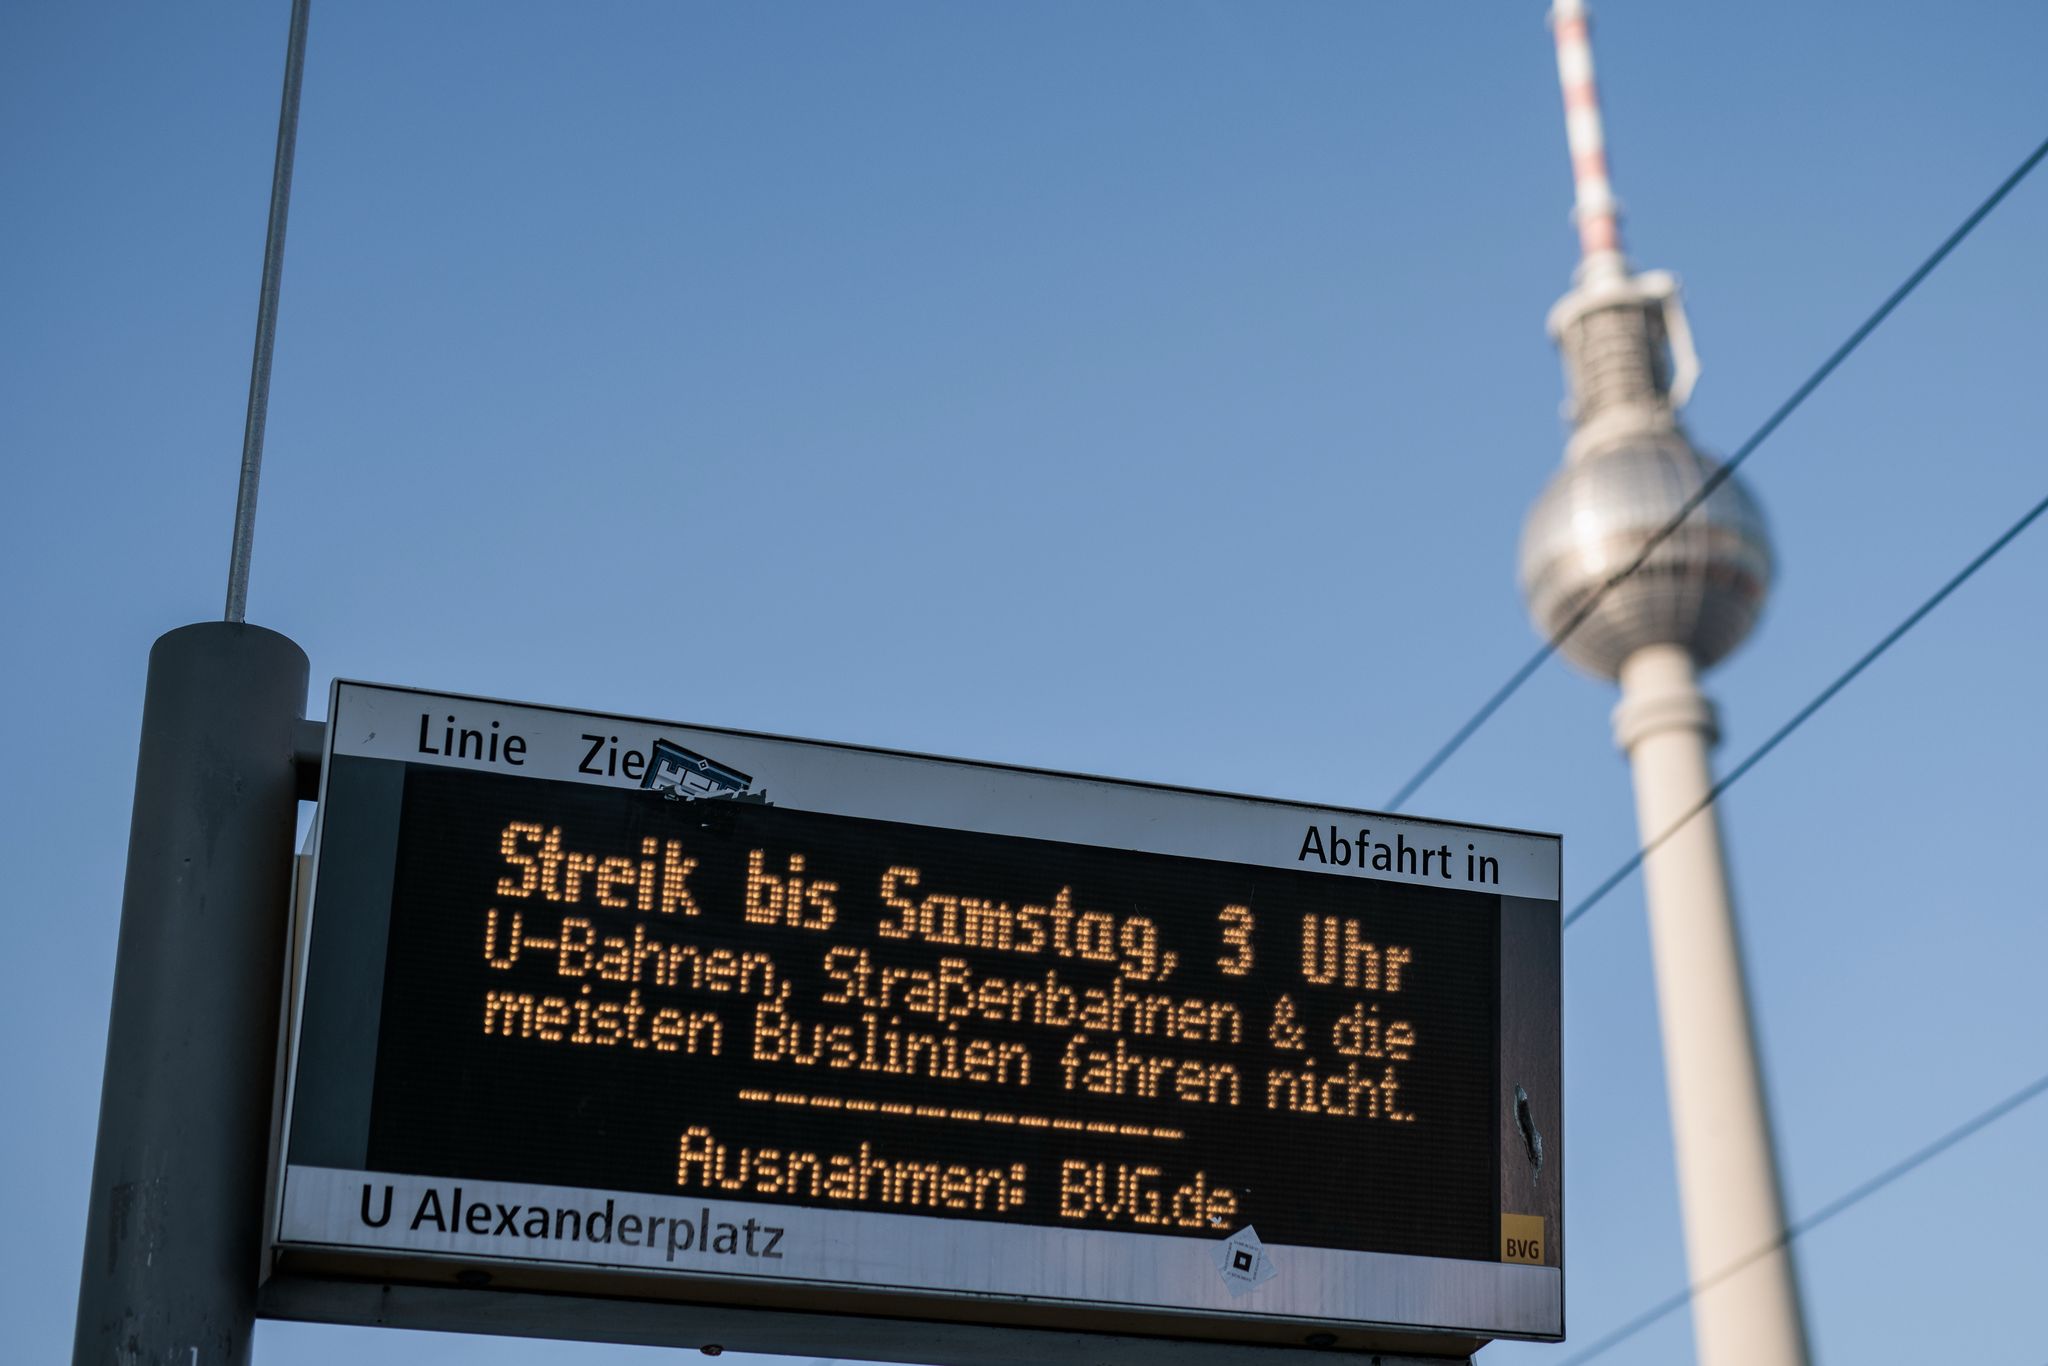 Linie Zie Abfahrt in
Streik bis Samstag, 3 Uhr
U-Bahnen, Straßenbahnen & die
meisten Buslinien fahren nicht.
Ausnahmen: BVG.de
U Alexanderplatz
BVG